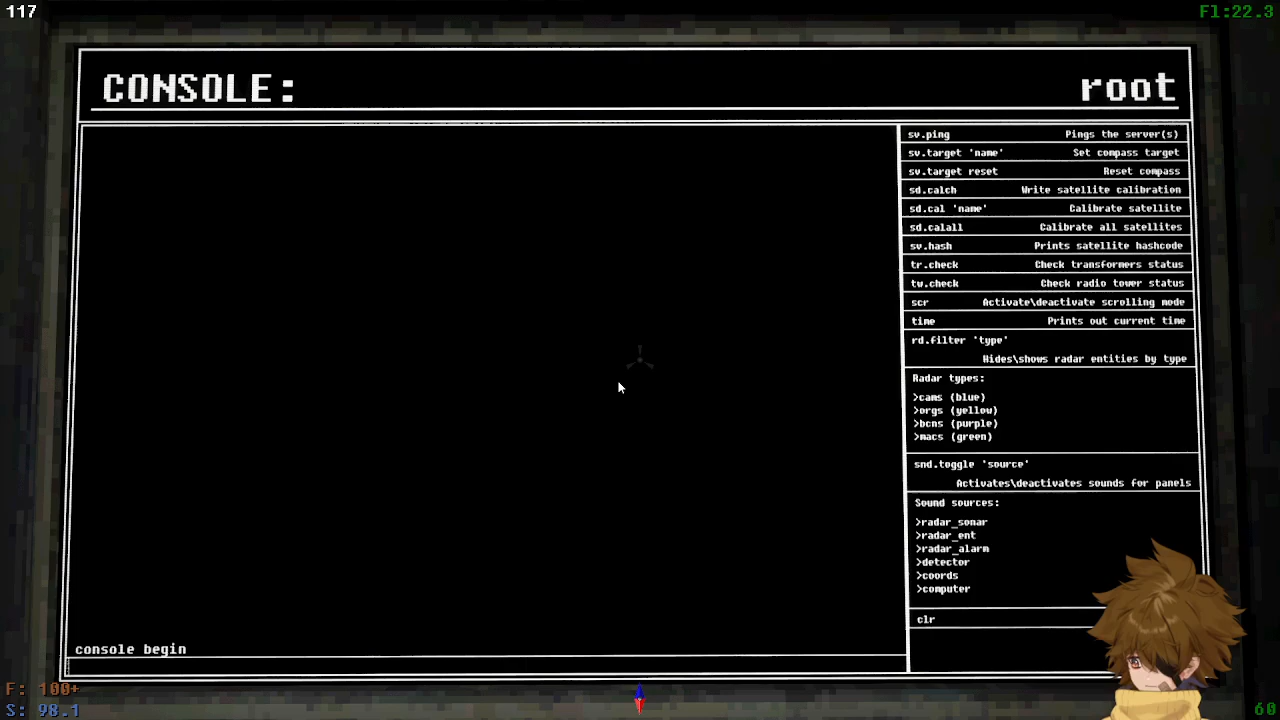 117
Fl:22.3
CONSOLE:
root
sv.ping Pings the server(s)
sv.target 'name' Set compass target
sv.target reset Reset compass
sd.calch Write satellite calibration
sd.cal 'name' Calibrate satellite
sd.calall Calibrate all satellites
sv.hash Prints satellite hashcode
tr.check Check transformers status
tw.check Check radio tower status
scr Activate\deactivate scrolling mode
time Prints out current time
rd.filter 'type'
Hides\shows radar entities by type
Radar types:
>cams (blue)
>orgs (yellow)
>bcns (purple)
>macs (green)
snd.toggle 'source'
Activates\deactivates sounds for panels
Sound sources:
>radar_sonar
>radar_ent
>radar_alarm
>detector
>coords
>computer
clr
console begin
F: 100+
S: 98.1
60